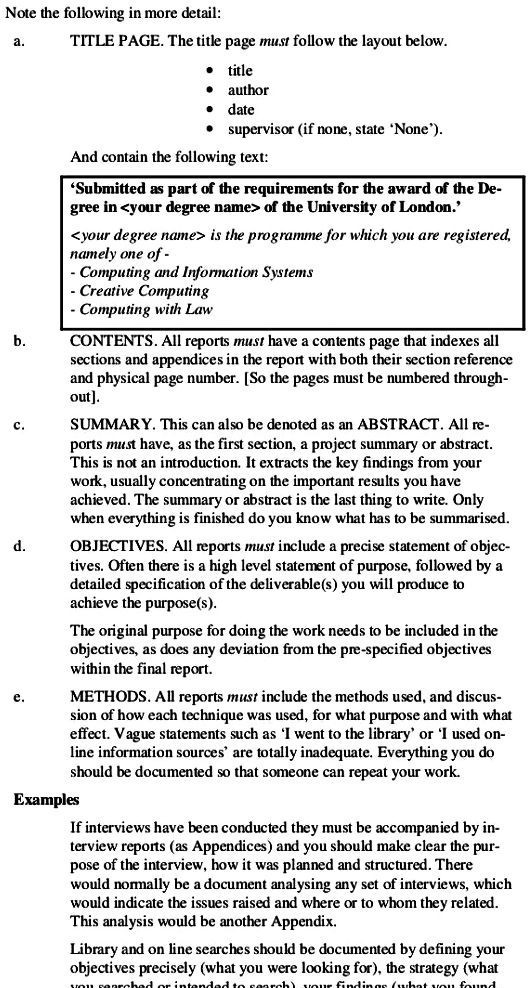 Note the following in more detail:
a. TITLE PAGE. The title page must follow the layout below.
• title
• author
• date
• supervisor (if none, state ‘None’).
And contain the following text:
‘Submitted as part of the requirements for the award of the De-
gree in <your degree name> of the University of London.’
<your degree name> is the programme for which you are registered,
namely one of -
- Computing and Information Systems
- Creative Computing
- Computing with Law
b. CONTENTS. All reports must have a contents page that indexes all
sections and appendices in the report with both their section reference
and physical page number. [So the pages must be numbered through-
out].
c. SUMMARY. This can also be denoted as an ABSTRACT. All re-
ports must have, as the first section, a project summary or abstract.
This is not an introduction. It extracts the key findings from your
work, usually concentrating on the important results you have
achieved. The summary or abstract is the last thing to write. Only
when everything is finished do you know what has to be summarised.
d. OBJECTIVES. All reports must include a precise statement of objec-
tives. Often there is a high level statement of purpose, followed by a
detailed specification of the deliverable(s) you will produce to
achieve the purpose(s).
The original purpose for doing the work needs to be included in the
objectives, as does any deviation from the pre-specified objectives
within the final report.
e. METHODS. All reports must include the methods used, and discus-
sion of how each technique was used, for what purpose and with what
effect. Vague statements such as ‘I went to the library’ or ‘I used on-
line information sources’ are totally inadequate. Everything you do
should be documented so that someone can repeat your work.
Examples
If interviews have been conducted they must be accompanied by in-
terview reports (as Appendices) and you should make clear the pur-
pose of the interview, how it was planned and structured. There
would normally be a document analysing any set of interviews, which
would indicate the issues raised and where or to whom they related.
This analysis would be another Appendix.
Library and on line searches should be documented by defining your
objectives precisely (what you were looking for), the strategy (what
you searched or intended to search), your findings (what you found